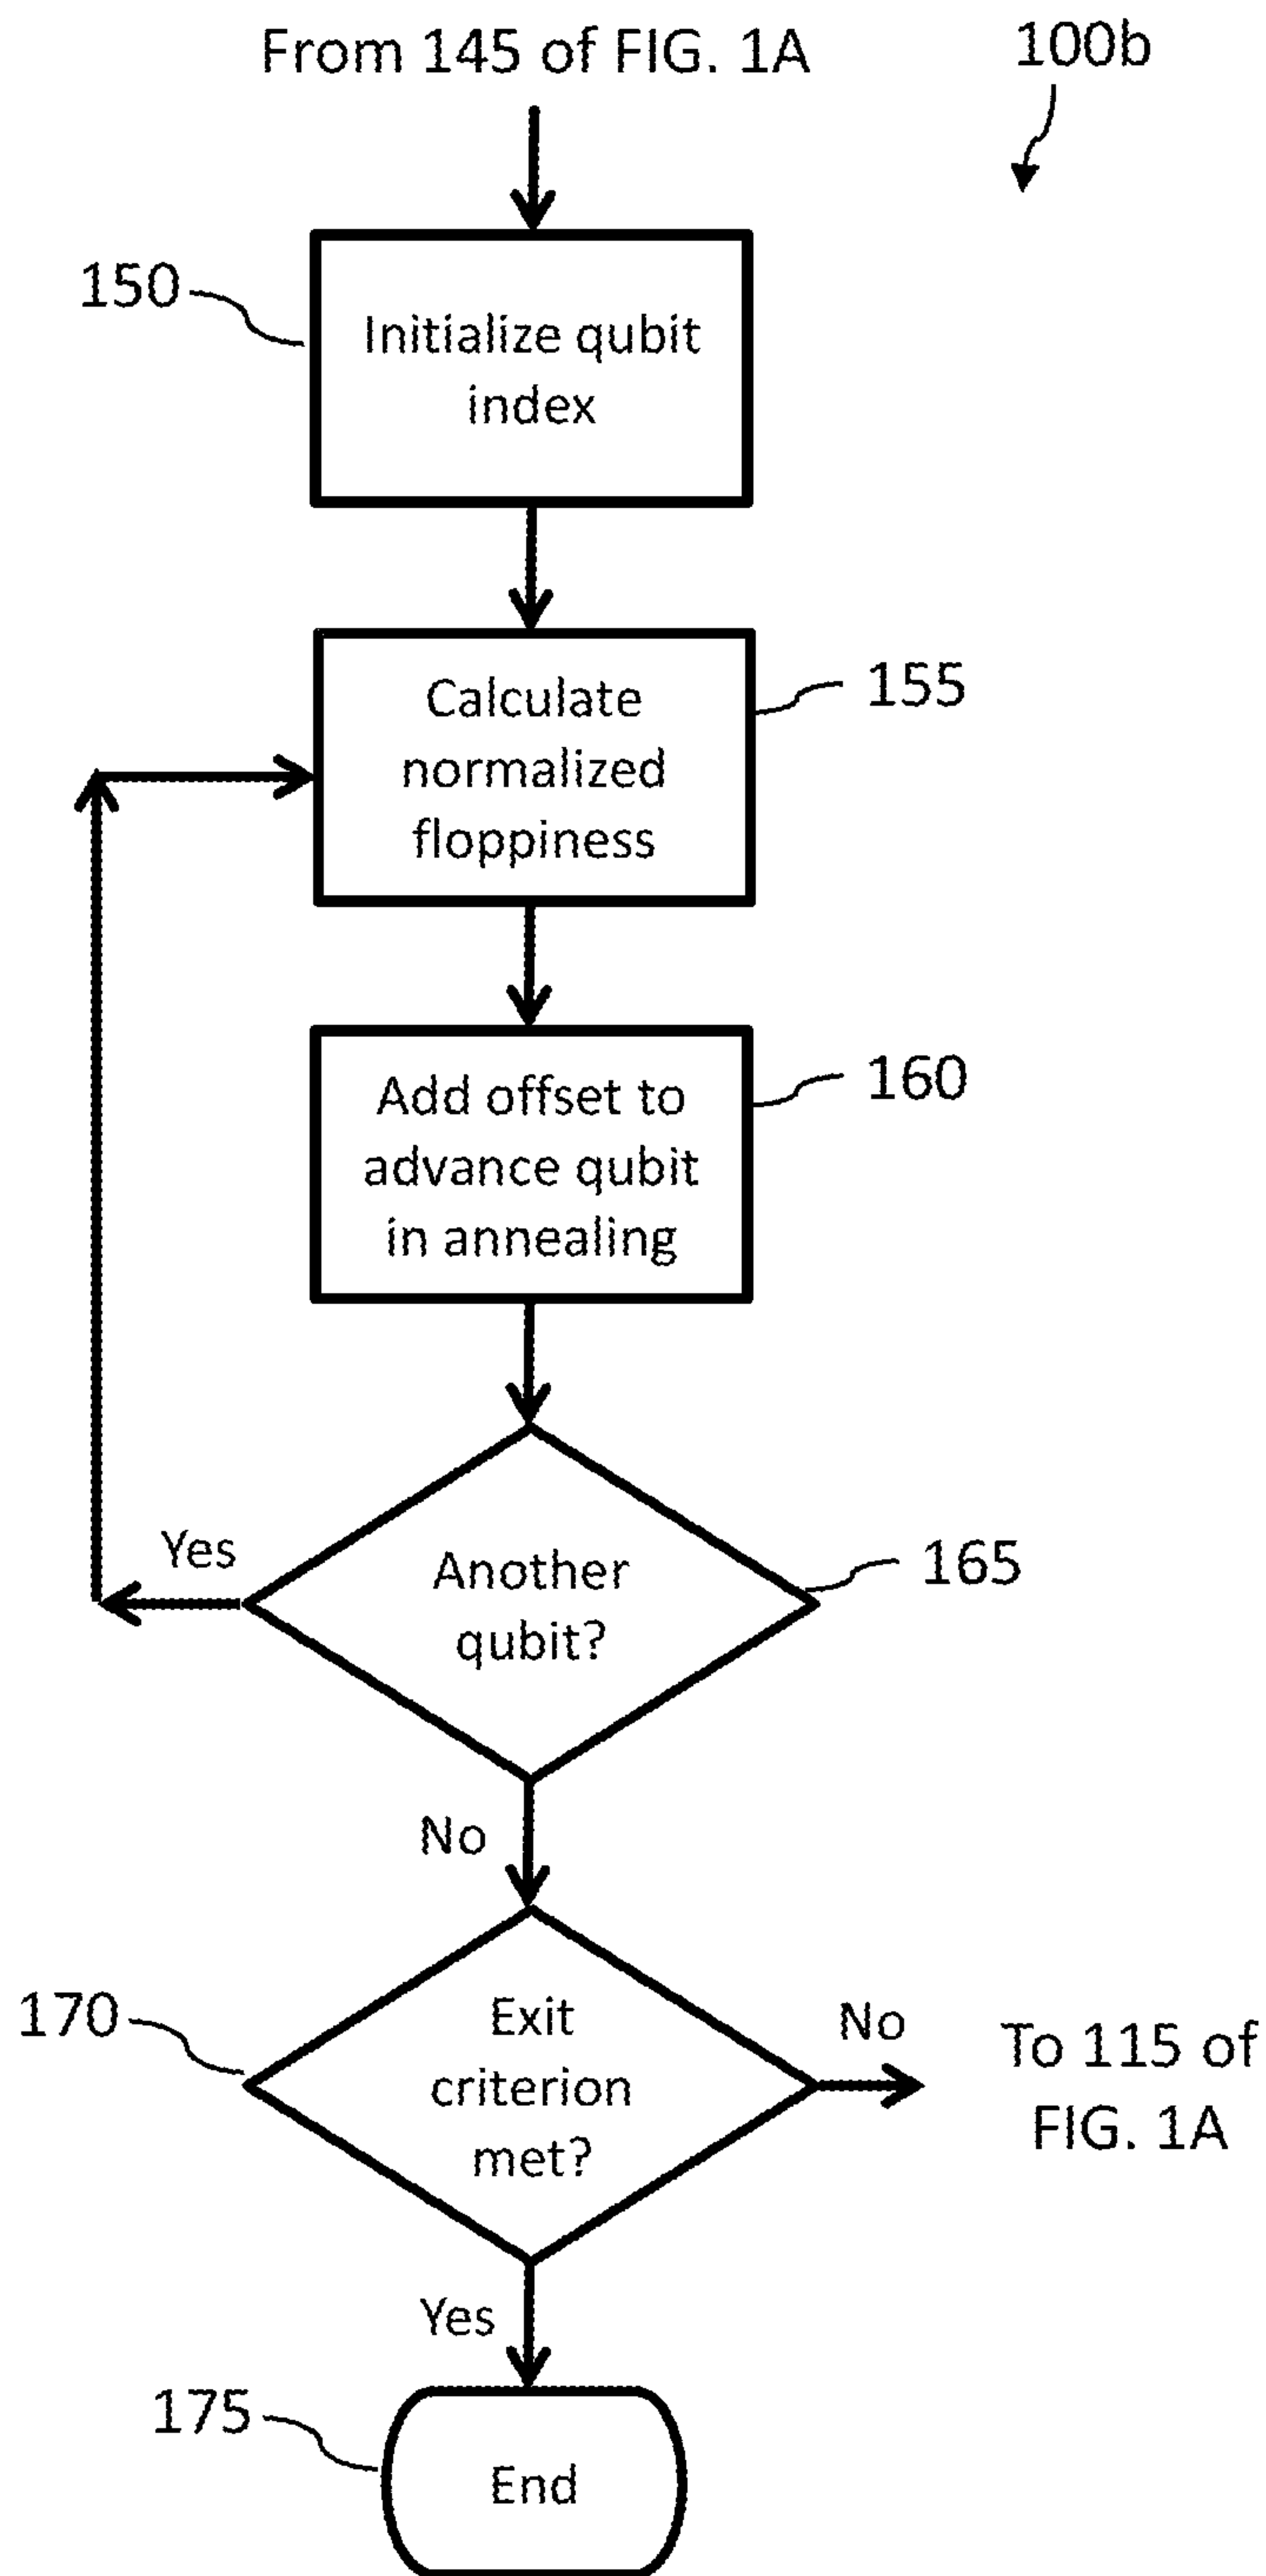 From 145 of FIG. 1A
100b
150
Initialize qubit
index
155
Calculate
normalized
floppiness
160
Add offset to
advance qubit
in annealing
Yes
165
Another
qubit?
No
170
Exit
criterion
met?
No
To 115 of
FIG. 1A
Yes
175
End